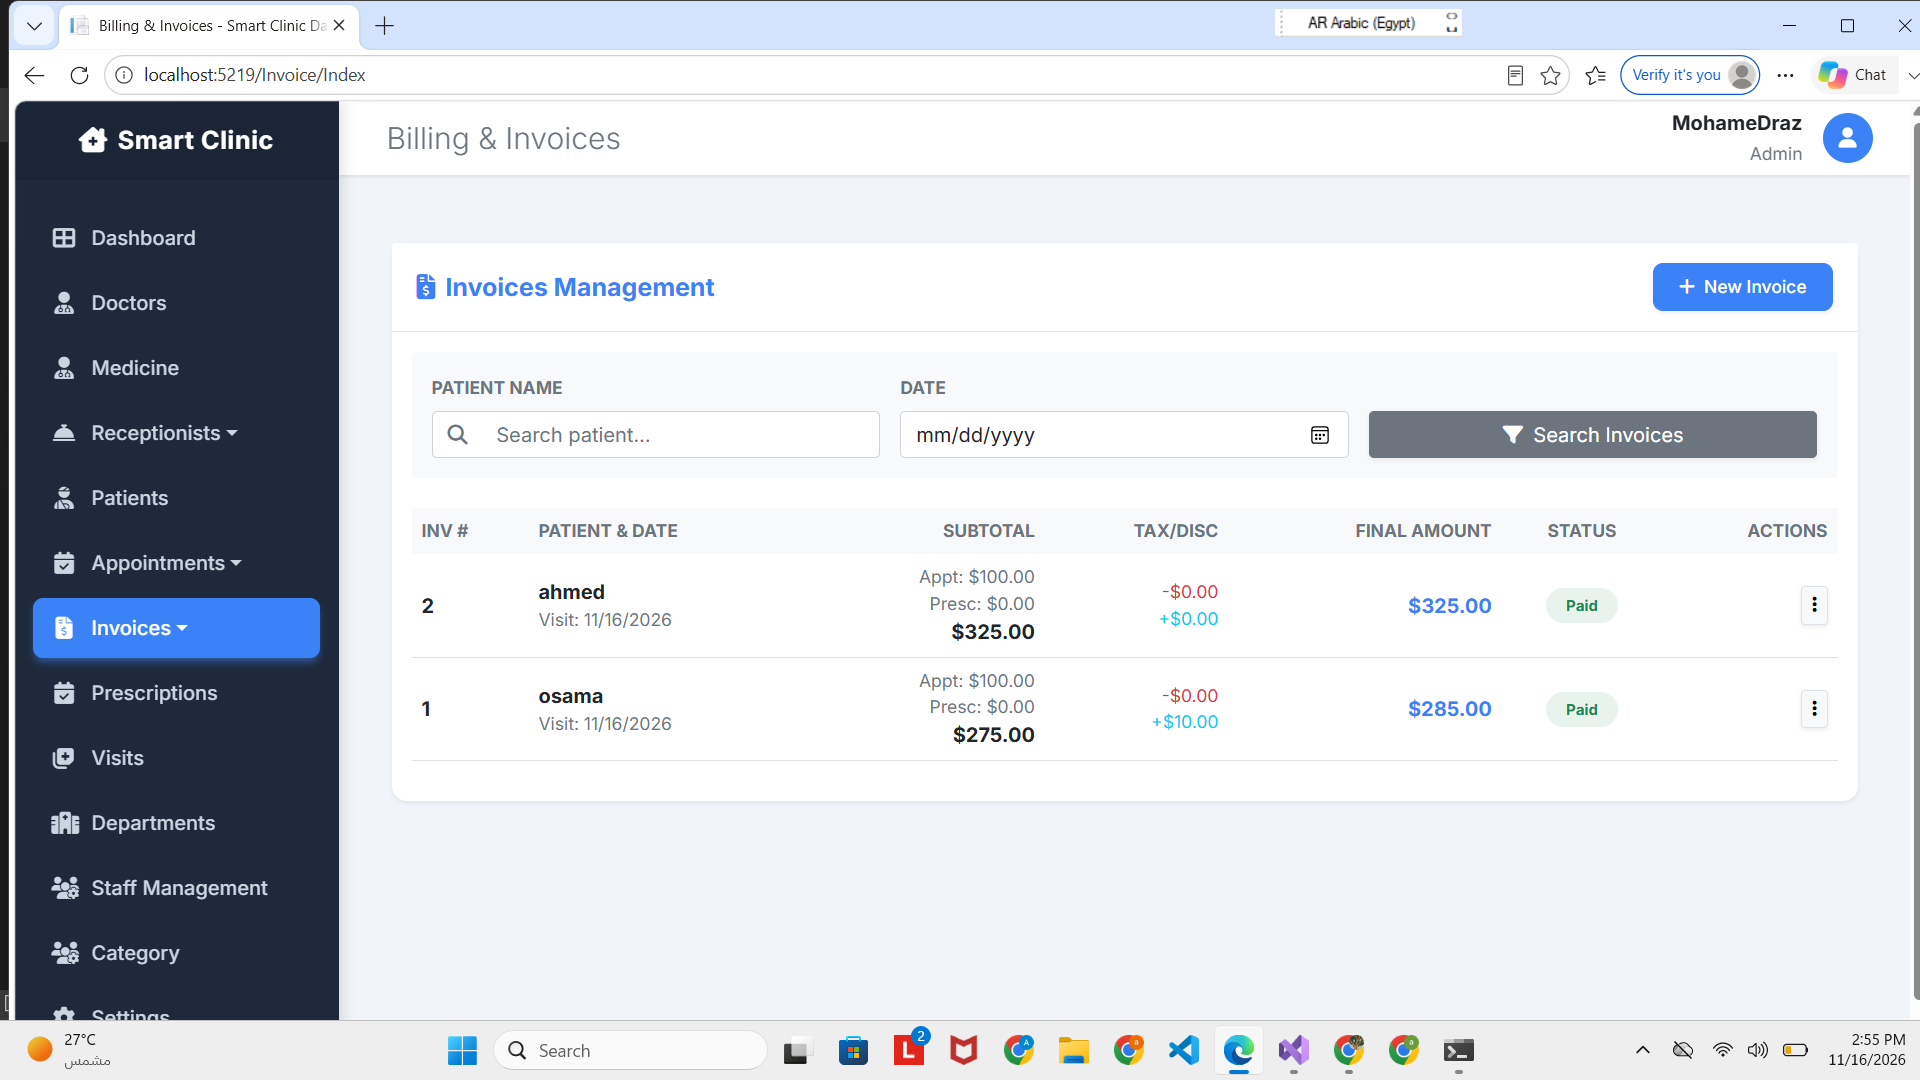 Billing & Invoices - Smart Clinic Da
AR Arabic (Egypt)
localhost:5219/Invoice/Index
Verify it's you
Chat
Smart Clinic
Billing & Invoices
MohameDraz
Admin
Dashboard
Doctors
Medicine
Receptionists
Patients
Appointments
Invoices
Prescriptions
Visits
Departments
Staff Management
Category
Settings
Invoices Management
+ New Invoice
PATIENT NAME
DATE
Search patient...
mm/dd/yyyy
Search Invoices
INV # PATIENT & DATE SUBTOTAL TAX/DISC FINAL AMOUNT STATUS ACTIONS
2
ahmed
Visit: 11/16/2026
Appt: $100.00
Presc: $0.00
$325.00
-$0.00
+$0.00
$325.00
Paid
1
osama
Visit: 11/16/2026
Appt: $100.00
Presc: $0.00
$275.00
-$0.00
+$10.00
$285.00
Paid
27°C
مشمس
Search
2
2:55 PM
11/16/2026